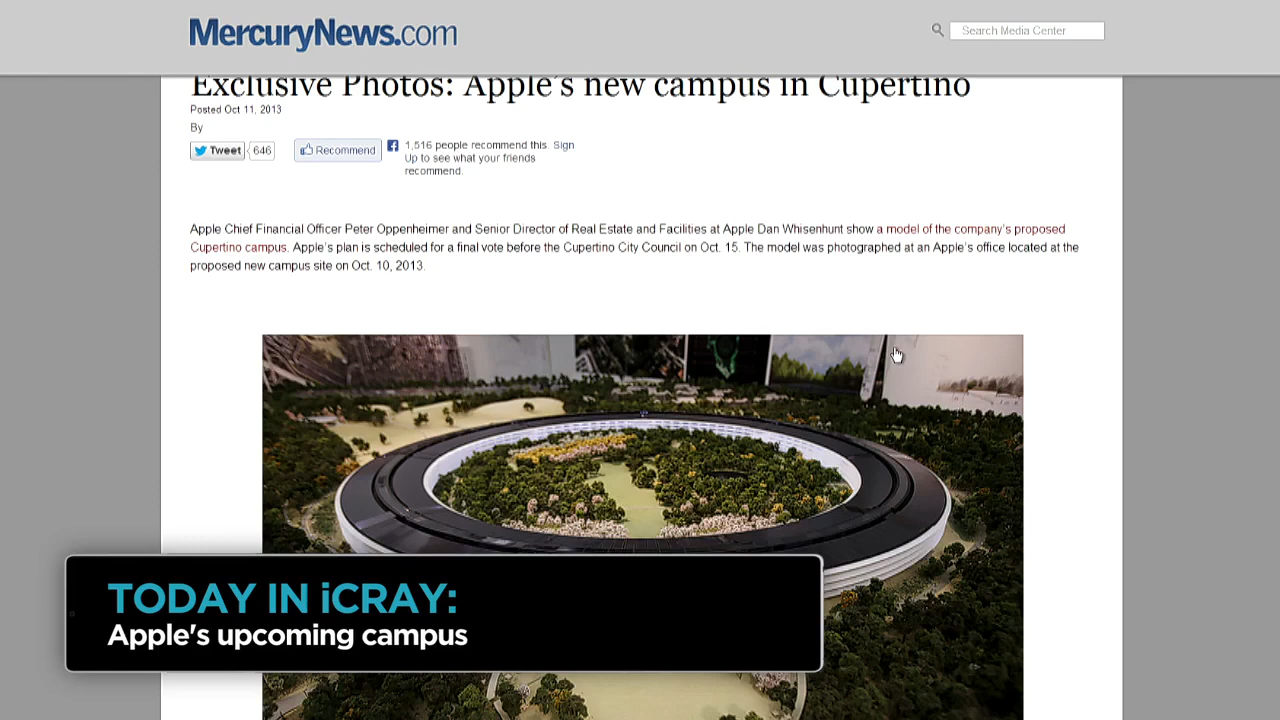 MercuryNews.com
Search Media Center
Exclusive Photos: Apple's new campus in Cupertino
Posted Oct 11, 2013
By
Tweet 646
Recommend
1,516 people recommend this. Sign
Up to see what your friends
recommend.
Apple Chief Financial Officer Peter Oppenheimer and Senior Director of Real Estate and Facilities at Apple Dan Whisenhunt show a model of the company's proposed
Cupertino campus. Apple's plan is scheduled for a final vote before the Cupertino City Council on Oct. 15. The model was photographed at an Apple's office located at the
proposed new campus site on Oct. 10, 2013.
TODAY IN iCRAY:
Apple's upcoming campus